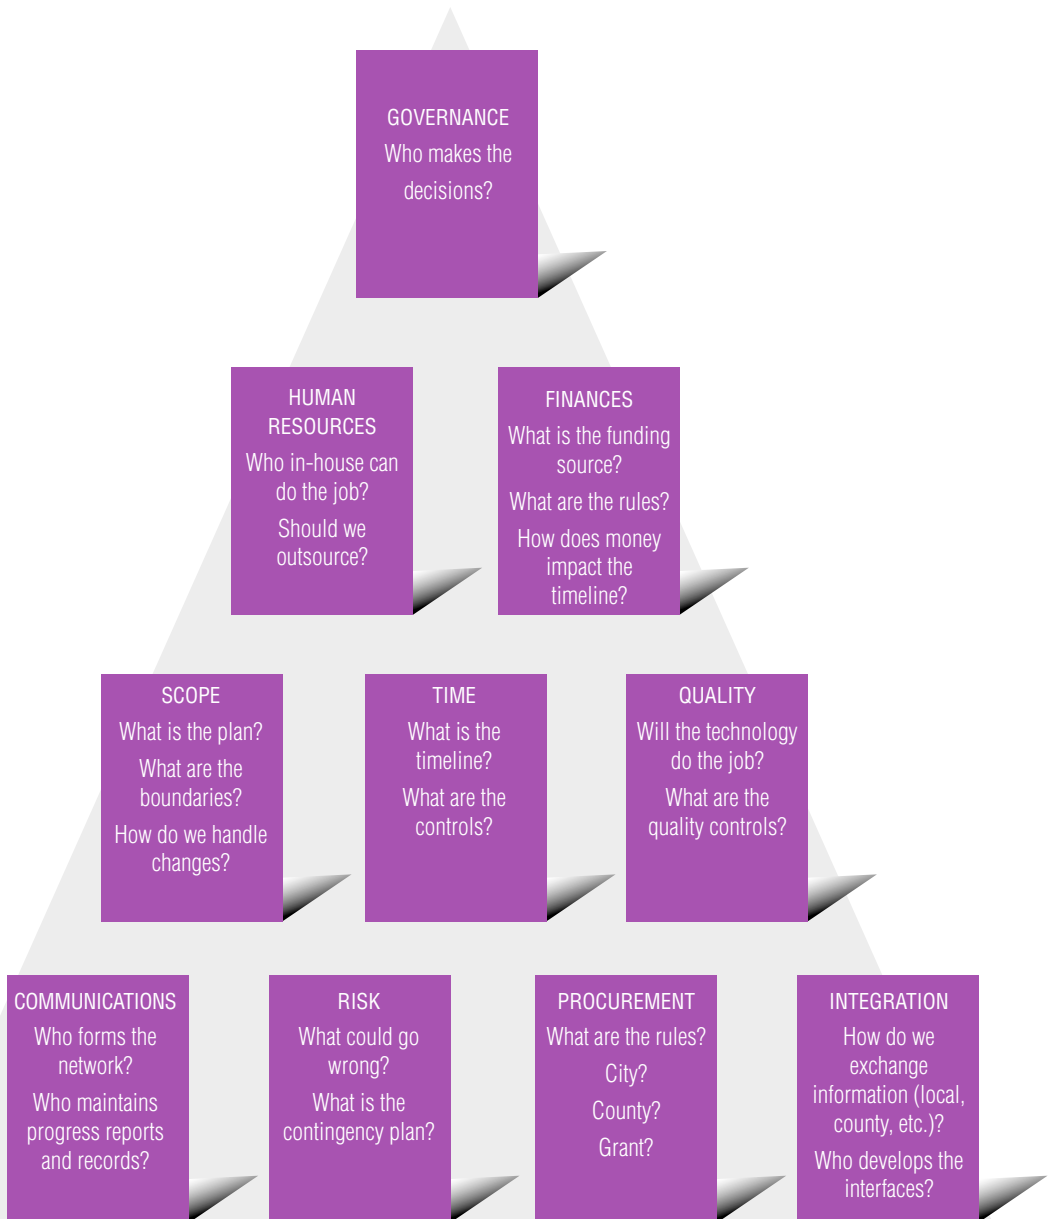 GOVERNANCE
Who makes the
decisions?
HUMAN
RESOURCES
Who in-house can
do the job?
Should we
outsource?
FINANCES
What is the funding
source?
What are the rules?
How does money
impact the
timeline?
SCOPE
What is the plan?
What are the
boundaries?
How do we handle
changes?
TIME
What is the
timeline?
What are the
controls?
QUALITY
Will the technology
do the job?
What are the
quality controls?
COMMUNICATIONS
Who forms the
network?
Who maintains
progress reports
and records?
RISK
What could go
wrong?
What is the
contingency plan?
PROCUREMENT
What are the rules?
City?
County?
Grant?
INTEGRATION
How do we
exchange
information (local,
county, etc.)?
Who develops the
interfaces?